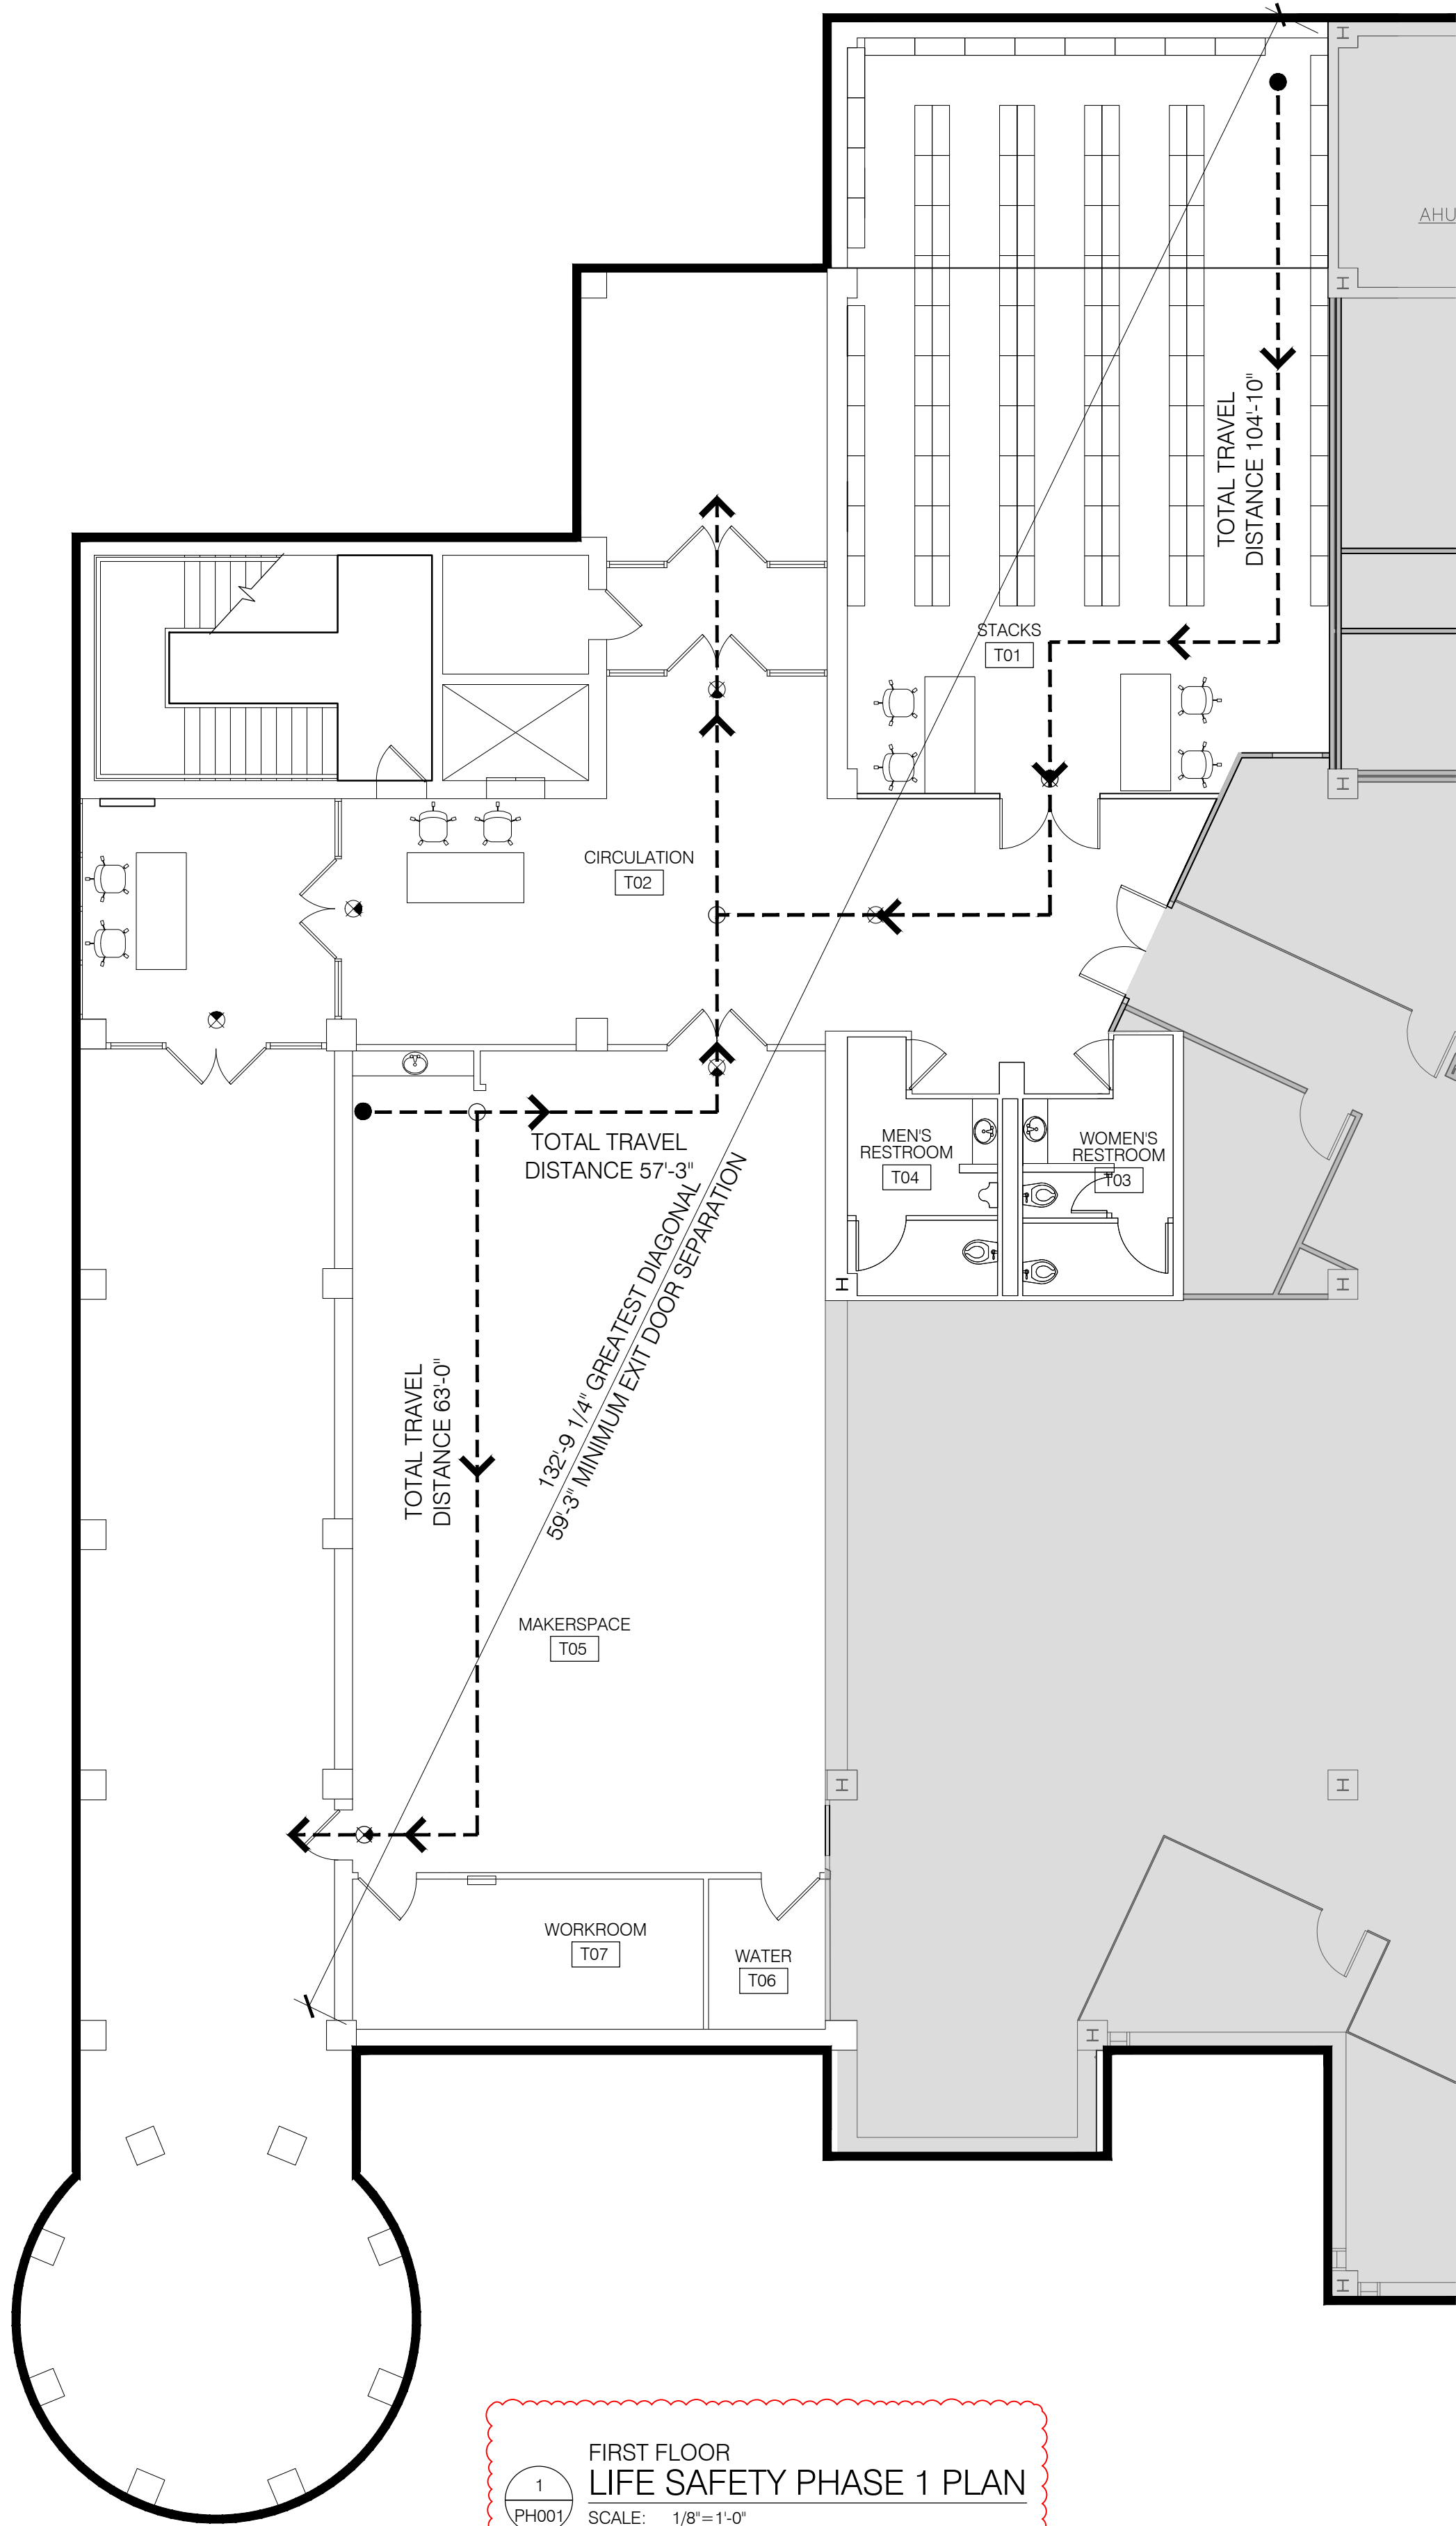 AHU
TOTAL TRAVEL
DISTANCE 104'-10"
STACKS
T01
CIRCULATION
T02
TOTAL TRAVEL
DISTANCE 57'-3"
MEN'S
RESTROOM
T04
WOMEN'S
RESTROOM
T03
132'-9 1/4" GREATEST DIAGONAL
59'-3" MINIMUM EXIT DOOR SEPARATION
TOTAL TRAVEL
DISTANCE 63'-0"
MAKERSPACE
T05
WORKROOM
T07
WATER
T06
FIRST FLOOR
1
LIFE SAFETY PHASE 1 PLAN
PH001
SCALE: 1/8"=1'-0"